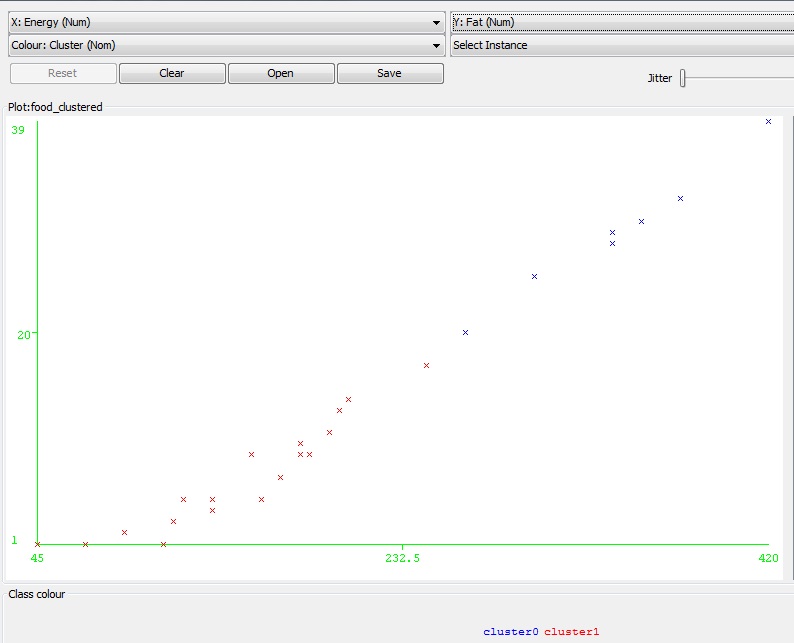 X: Energy (Num) Y: Fat (Num)
Colour: Cluster (Nom) Select Instance
Reset Clear Open Save Jitter
Plot:food_clustered
39
20
1
45 232.5 420
Class colour
cluster0 cluster1